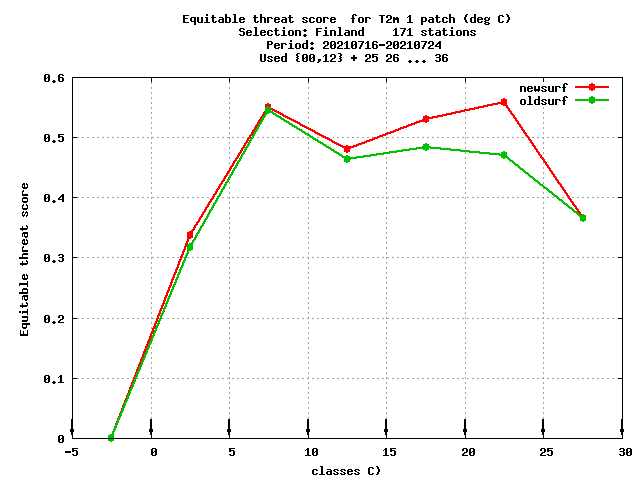 Equitable threat score  for T2m 1 patch (deg C)
Selection: Finland    171 stations
Period: 20210716-20210724
Used {00,12} + 25 26 ... 36
newsurf
oldsurf
Equitable threat score
0.6
0.5
0.4
0.3
0.2
0.1
0
-5 0 5 10 15 20 25 30
classes C)